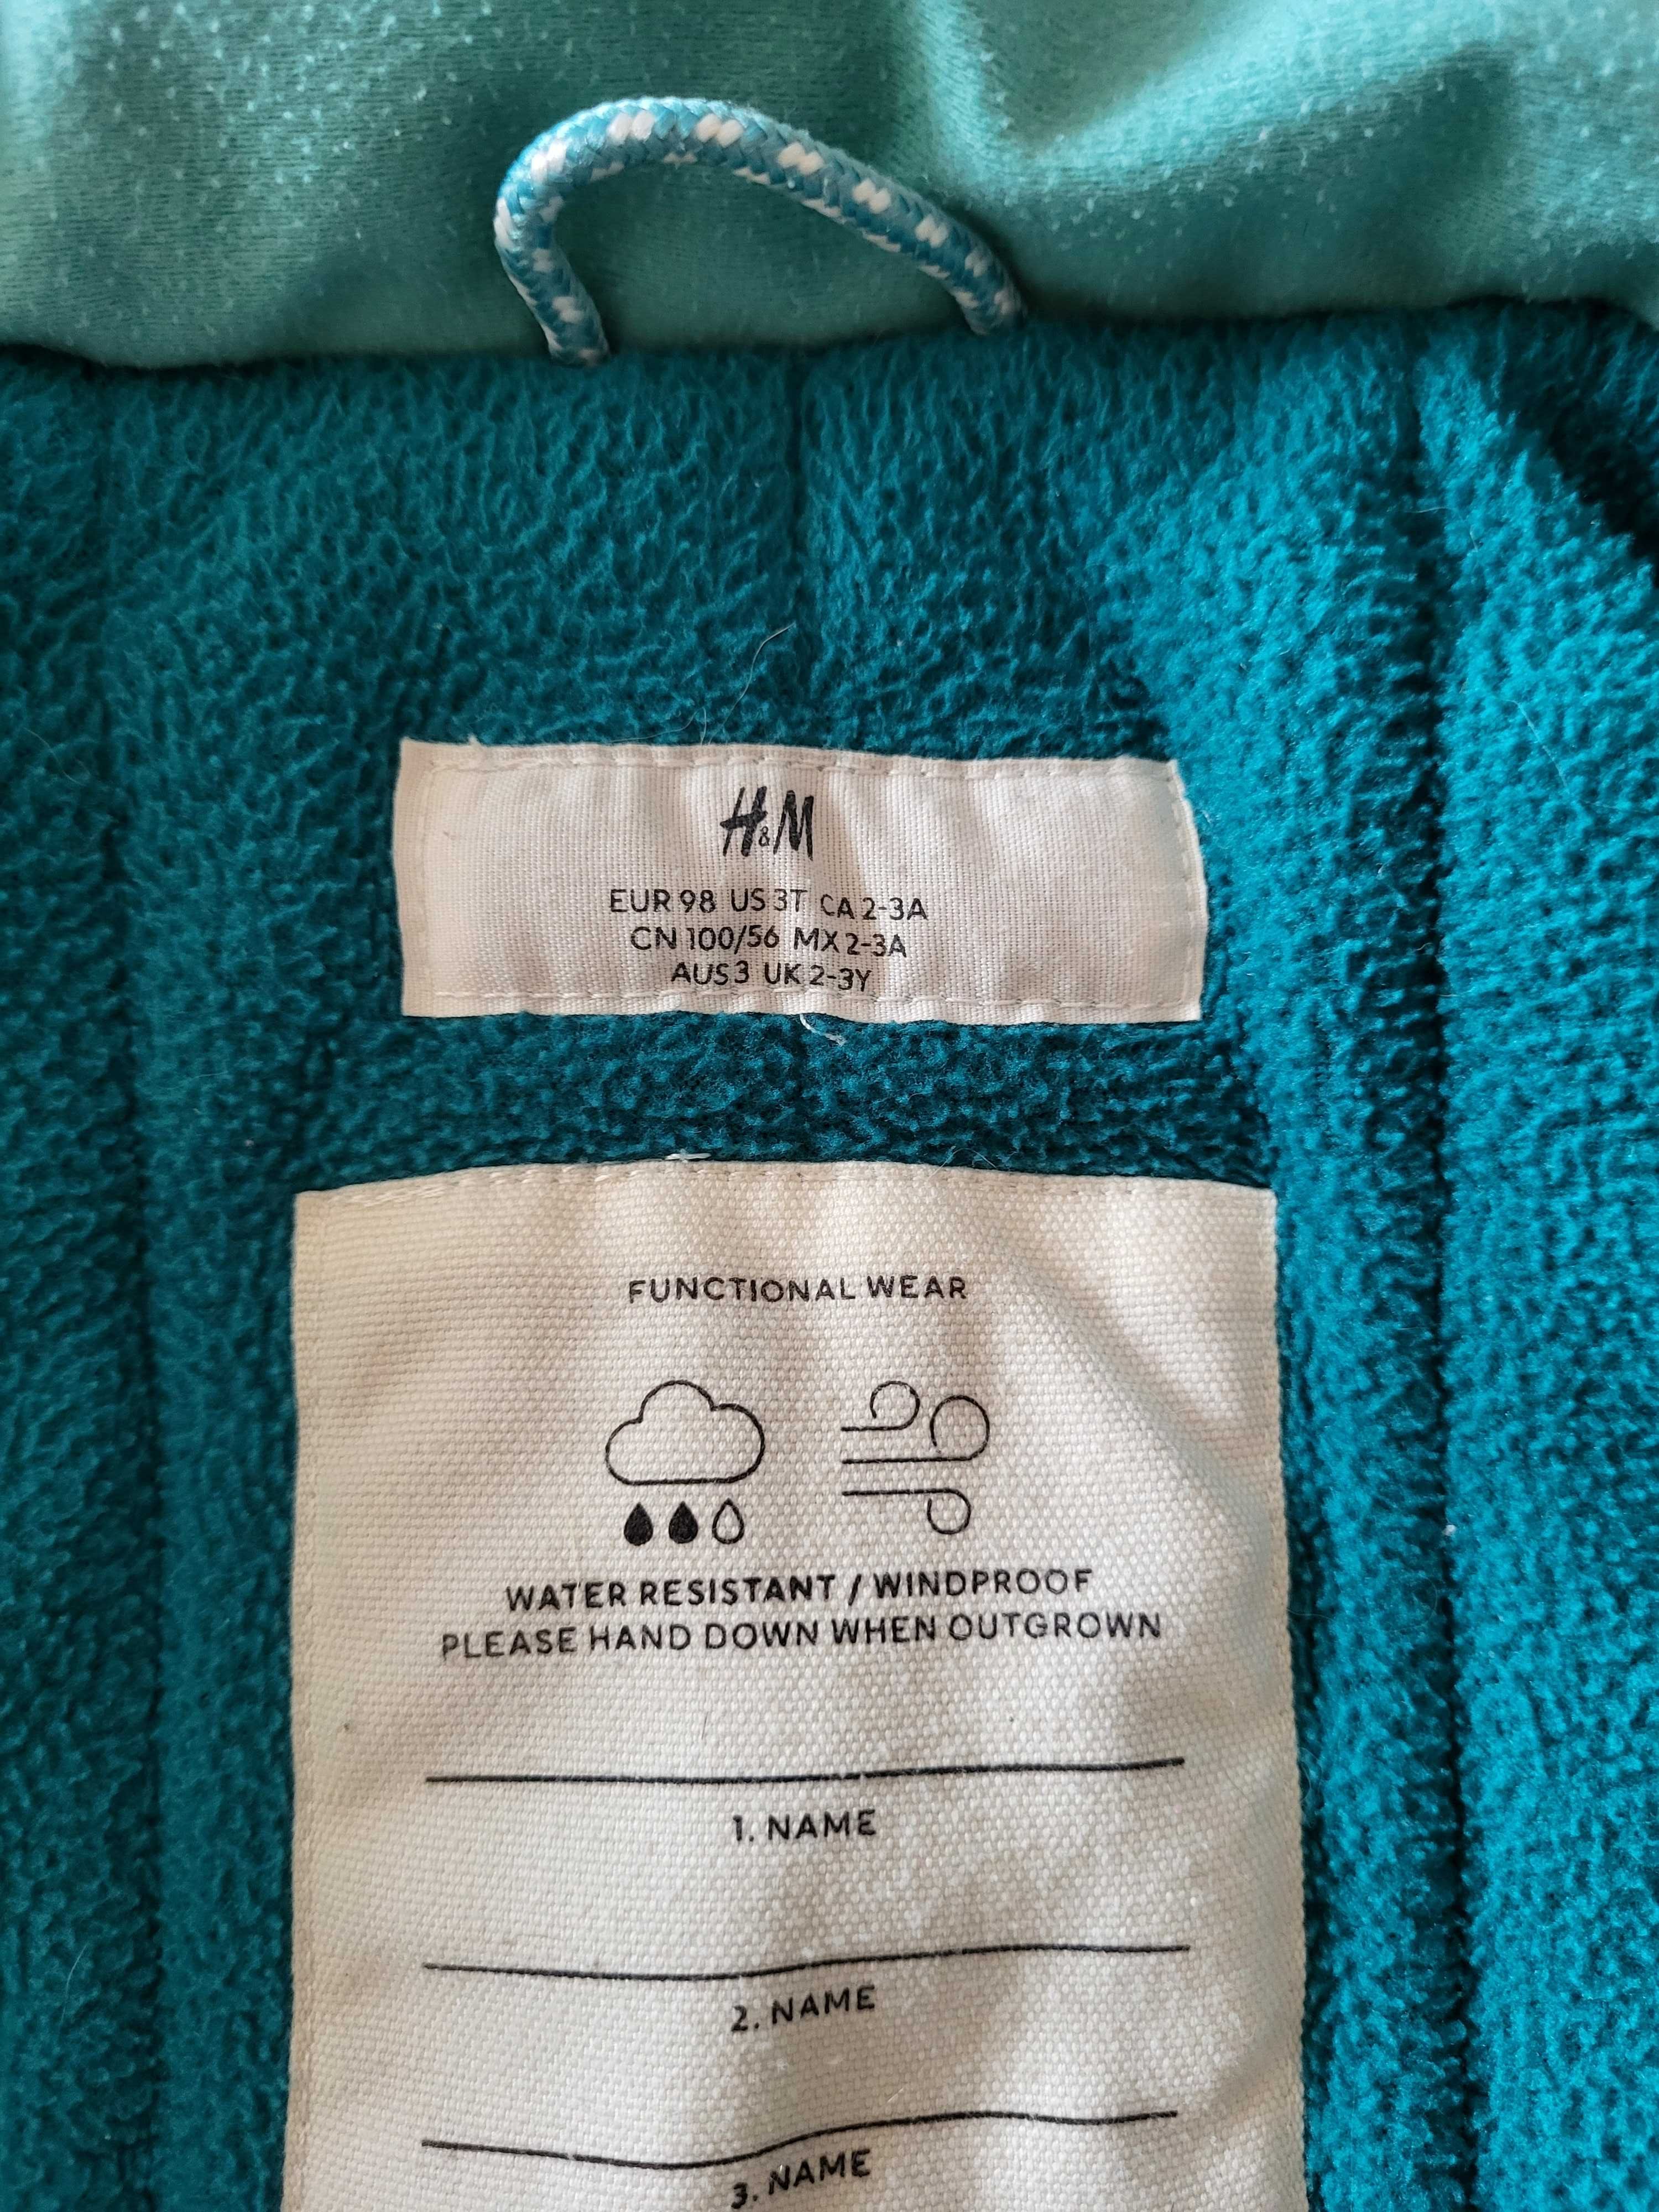 H&M
EUR 98 US 3T CA 2-3A
CN 100/56 MX 2-3A
AUS 3 UK 2-3Y
FUNCTIONAL WEAR
WATER RESISTANT / WINDPROOF
PLEASE HAND DOWN WHEN OUTGROWN
1. NAME
2. NAME
3. NAME